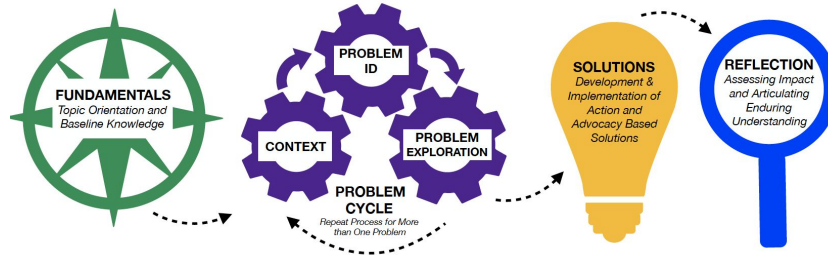 FUNDAMENTALS
Topic Orientation and
Baseline Knowledge
CONTEXT
PROBLEM
ID
PROBLEM
EXPLORATION
PROBLEM
CYCLE
Repeat Process for More
than One Problem
SOLUTIONS
Development &
Implementation of
Action and
Advocacy Based
Solutions
REFLECTION
Assessing Impact
and Articulating
Enduring
Understanding